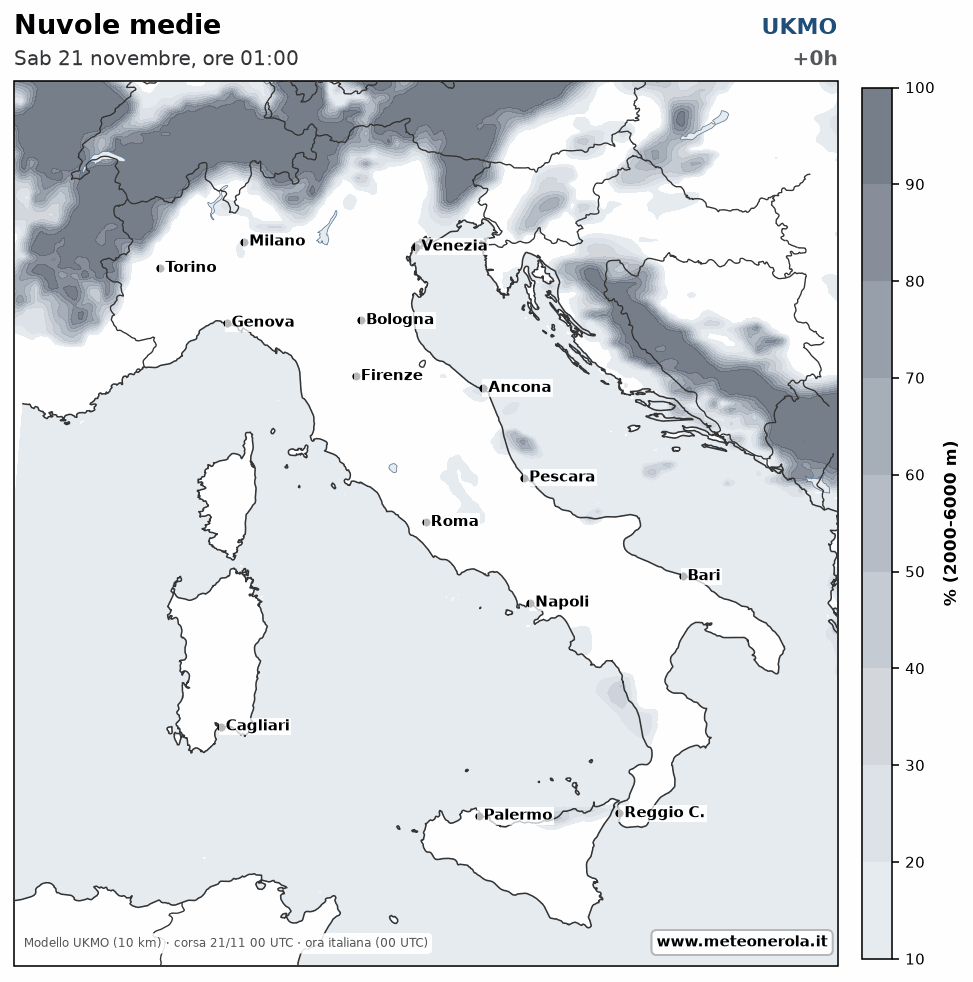 Nuvole medie
UKMO
Sab 21 novembre, ore 01:00
+0h
Milano
Venezia
Torino
Genova
Bologna
Firenze
Ancona
Pescara
Roma
Bari
Napoli
Cagliari
Palermo
Reggio C.
Modello UKMO (10 km) · corsa 21/11 00 UTC · ora italiana (00 UTC)
www.meteonerola.it
100
90
80
70
60
50
40
30
20
10
% (2000-6000 m)